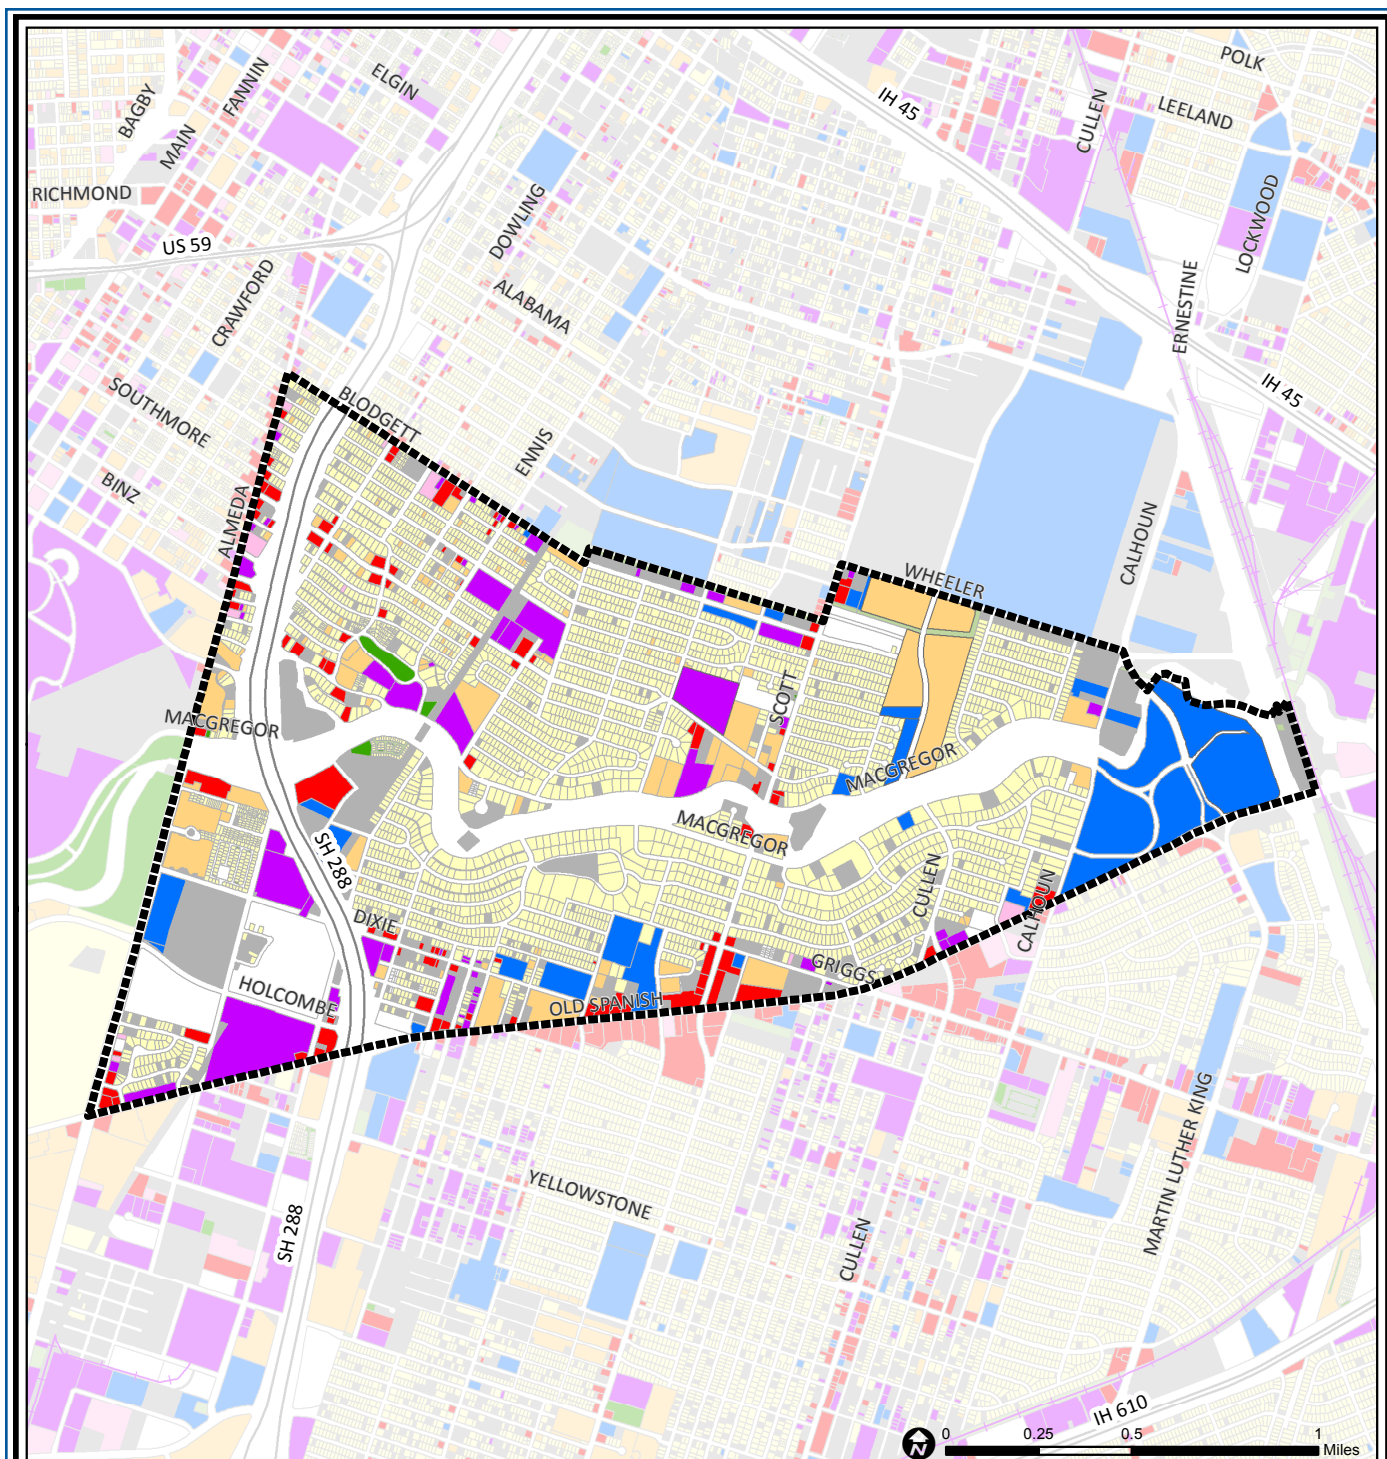 POLK
ELGIN
FANNIN
IH 45
LEELAND
BAGBY
CULLEN
MAIN
RICHMOND
LOCKWOOD
DOWLING
US 59
CRAWFORD
ALABAMA
ERNESTINE
IH 45
SOUTHMORE
BLODGETT
ENNIS
BINZ
ALMEDA
CALHOUN
WHEELER
SCOTT
MACGREGOR
MACGREGOR
MACGREGOR
SH 288
CULLEN
CALHOUN
DIXIE
GRIGGS
HOLCOMBE
OLD SPANISH
MARTIN LUTHER KING
YELLOWSTONE
SH 288
CULLEN
IH 610
N
0 0.25 0.5 1
Miles